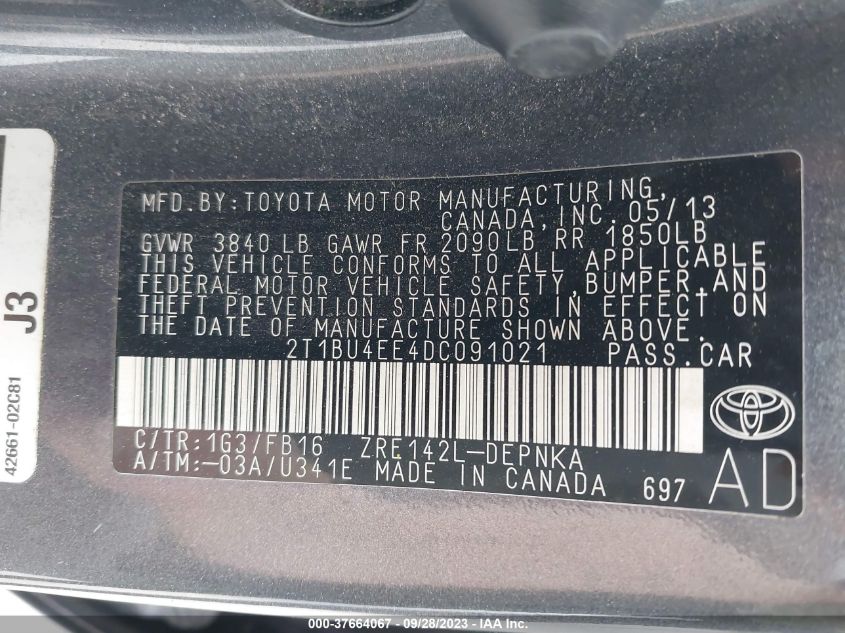 MFD.BY:TOYOTA MOTOR MANUFACTURING,
CANADA, INC. 05/13
GVWR 3840 LB GAWR FR 2090LB RR 1850LB
THIS VEHICLE CONFORMS TO ALL APPLICABLE
FEDERAL MOTOR VEHICLE SAFETY, BUMPER, AND
THEFT PREVENTION STANDARDS IN EFFECT ON
THE DATE OF MANUFACTURE SHOWN ABOVE.
2T1BU4EE4DC091021 PASS.CAR
C/TR:1G3/FB16 ZRE142L-DEPNKA
A/TM:-03A/U341E MADE IN CANADA 697
AD
J3
42661-02C81
000-37664067 / 09/28/2023 - IAA Inc.